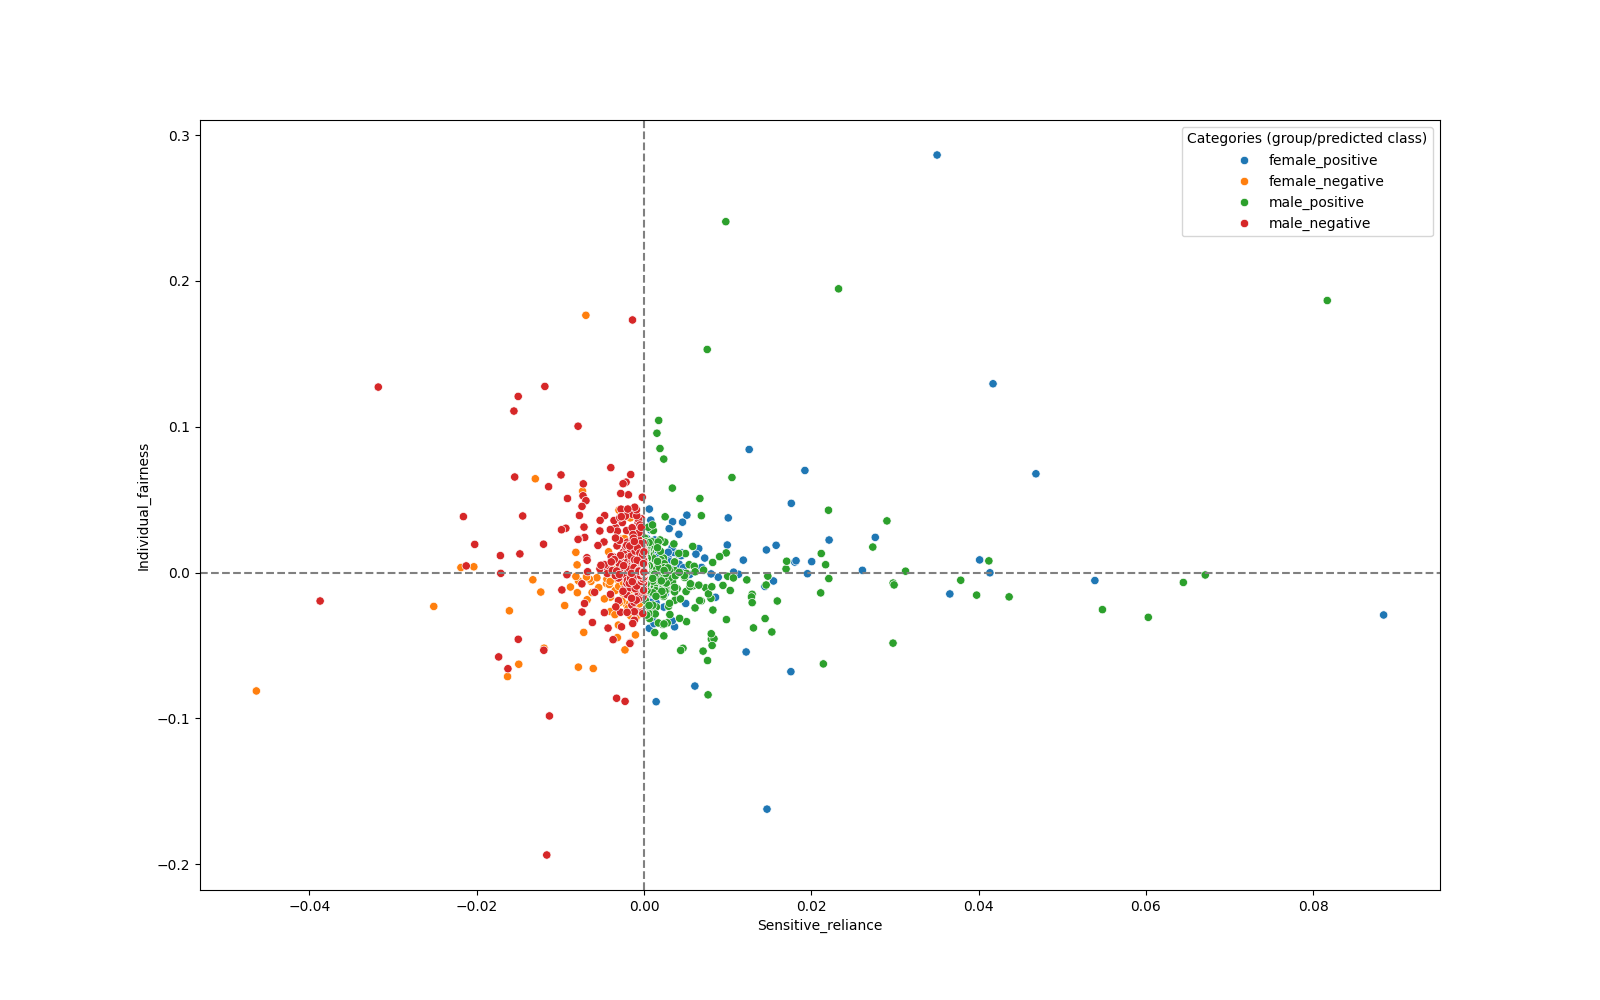 Categories (group/predicted class)
female_positive
female_negative
male_positive
male_negative
0.3
0.2
0.1
0.0
−0.1
−0.2
Individual_fairness
−0.04
−0.02
0.00
0.02
0.04
0.06
0.08
Sensitive_reliance